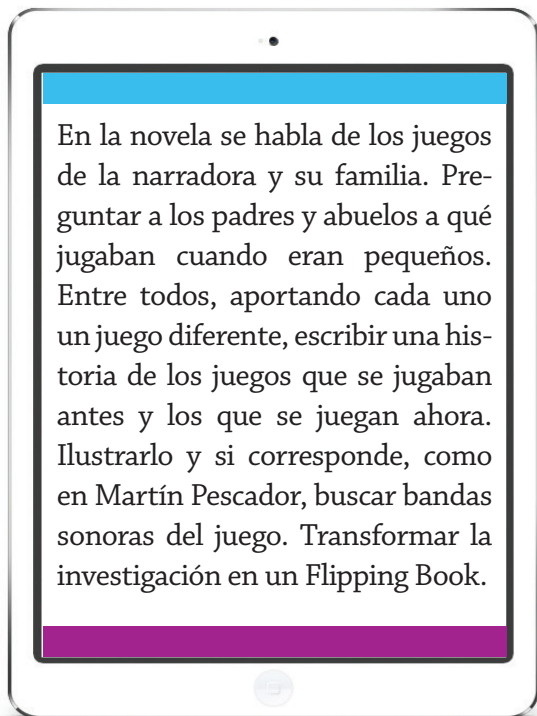 En la novela se habla de los juegos
de la narradora y su familia. Pre-
guntar a los padres y abuelos a qué
jugaban cuando eran pequeños.
Entre todos, aportando cada uno
un juego diferente, escribir una his-
toria de los juegos que se jugaban
antes y los que se juegan ahora.
Ilustrarlo y si corresponde, como
en Martín Pescador, buscar bandas
sonoras del juego. Transformar la
investigación en un Flipping Book.